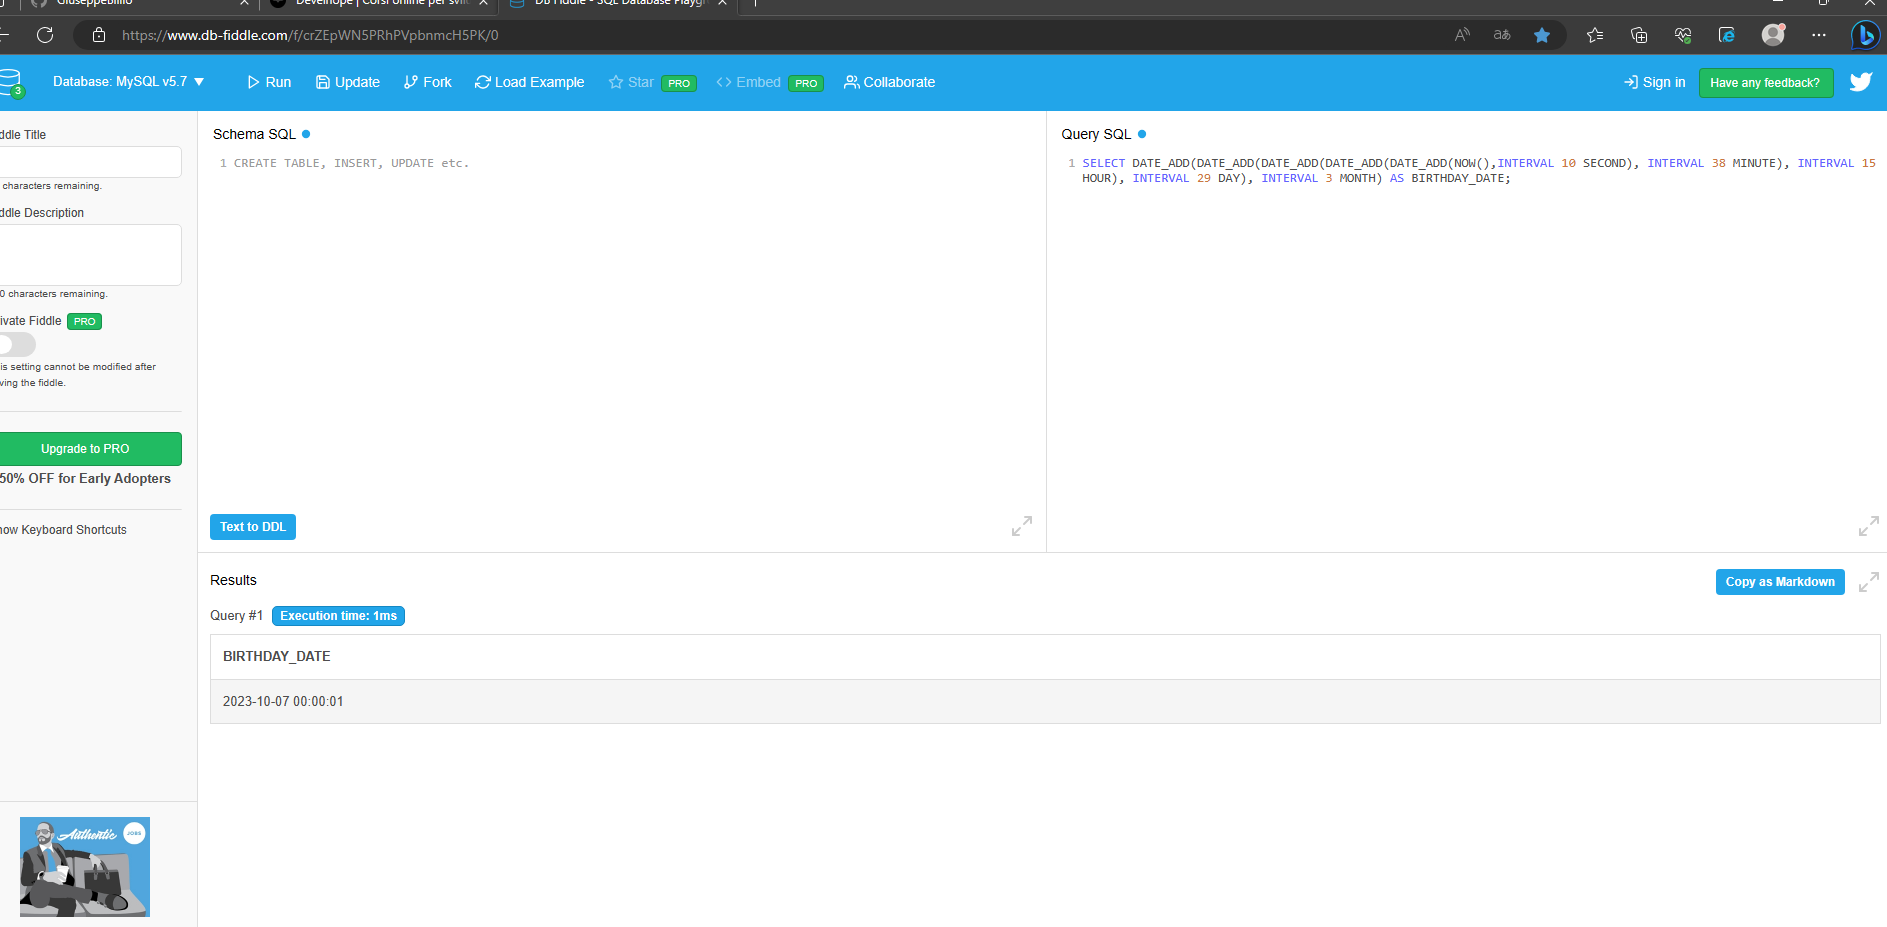 GiuseppeBillo
Develhope | Corsi online per svilu
DB Fiddle - SQL Database Playgr
https://www.db-fiddle.com/f/crZEpWN5PRhPVpbnmcH5PK/0
3
Database: MySQL v5.7
Run
Update
Fork
Load Example
Star PRO
Embed PRO
Collaborate
Sign in
Have any feedback?
ddle Title
characters remaining.
ddle Description
0 characters remaining.
ivate Fiddle PRO
is setting cannot be modified after
ving the fiddle.
Upgrade to PRO
50% OFF for Early Adopters
how Keyboard Shortcuts
Authentic JOBS
Schema SQL
1 CREATE TABLE, INSERT, UPDATE etc.
Text to DDL
Query SQL
1 SELECT DATE_ADD(DATE_ADD(DATE_ADD(DATE_ADD(DATE_ADD(NOW(),INTERVAL 10 SECOND), INTERVAL 38 MINUTE), INTERVAL 15
HOUR), INTERVAL 29 DAY), INTERVAL 3 MONTH) AS BIRTHDAY_DATE;
Results
Copy as Markdown
Query #1 Execution time: 1ms
BIRTHDAY_DATE
2023-10-07 00:00:01